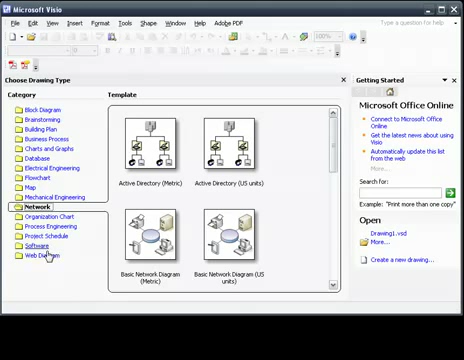 Microsoft Visio
File Edit View Insert Format Tools Shape Window Help Adobe PDF
Type a question for help
100%
Choose Drawing Type
Getting Started
Category
Template
Block Diagram
Brainstorming
Building Plan
Business Process
Charts and Graphs
Database
Electrical Engineering
Flowchart
Map
Mechanical Engineering
Network
Organization Chart
Process Engineering
Project Schedule
Software
Web Diagram
Active Directory (Metric)
Active Directory (US units)
Basic Network Diagram (Metric)
Basic Network Diagram (US units)
Microsoft Office Online
Connect to Microsoft Office Online
Get the latest news about using Visio
Automatically update this list from the web
More...
Search for:
Example: "Print more than one copy"
Open
Drawing1.vsd
More...
Create a new drawing...